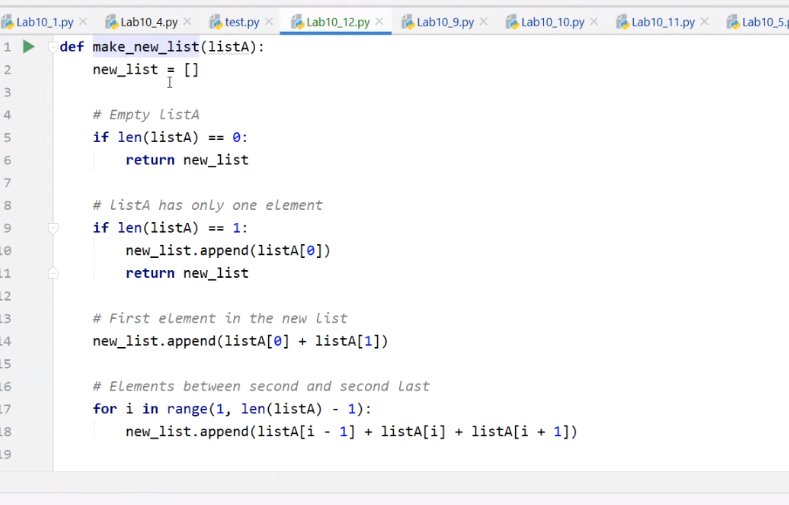 Lab10_1.py Lab10_4.py test.py Lab10_12.py Lab10_9.py Lab10_10.py Lab10_11.py Lab10_5.p
1 def make_new_list(listA):
2 new_list = []
3
4 # Empty listA
5 if len(listA) == 0:
6 return new_list
7
8 # listA has only one element
9 if len(listA) == 1:
10 new_list.append(listA[0])
11 return new_list
12
13 # First element in the new list
14 new_list.append(listA[0] + listA[1])
15
16 # Elements between second and second last
17 for i in range(1, len(listA) - 1):
18 new_list.append(listA[i - 1] + listA[i] + listA[i + 1])
19